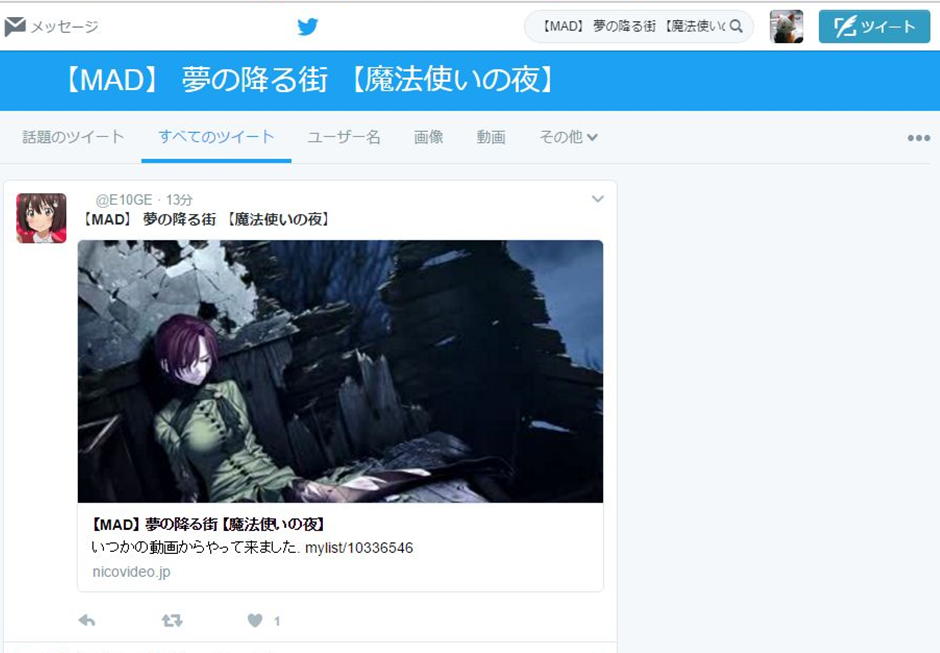 メッセージ
【MAD】 夢の降る街 【魔法使い
ツイート
【MAD】 夢の降る街 【魔法使いの夜】
話題のツイート
すべてのツイート
ユーザー名
画像
動画
その他
@E10GE · 13分
【MAD】 夢の降る街 【魔法使いの夜】
【MAD】 夢の降る街 【魔法使いの夜】
いつかの動画からやって来ました. mylist/10336546
nicovideo.jp
1